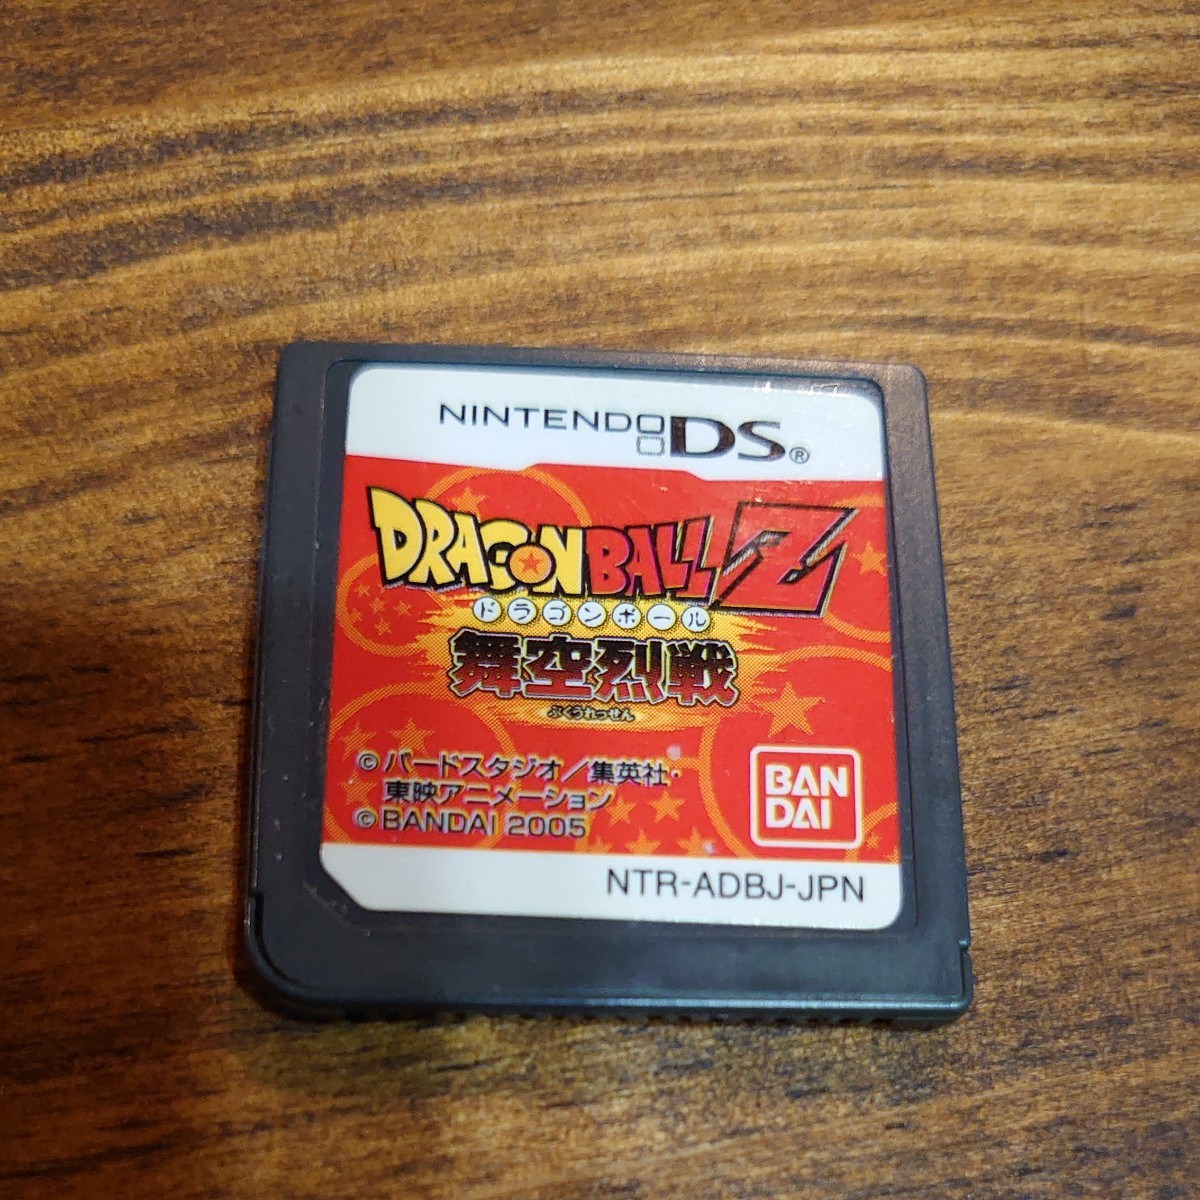 NINTENDO DS®
DRAGON BALL Z
ドラゴンボール
舞空烈戦
ぶくうれっせん
© バードスタジオ／集英社・
東映アニメーション
© BANDAI 2005
BAN
DAI
NTR-ADBJ-JPN